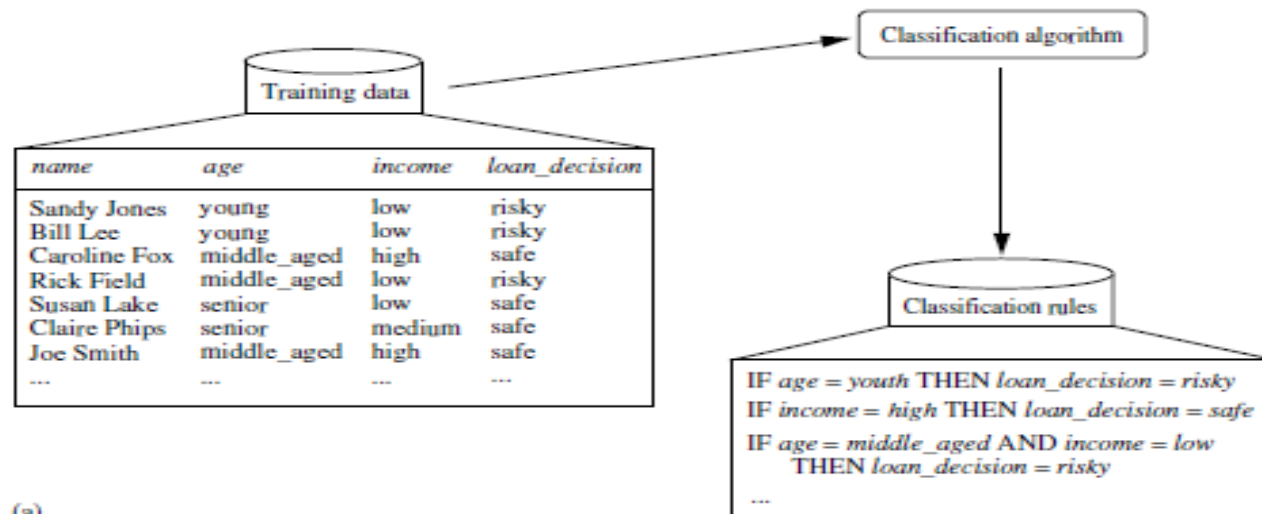 Classification algorithm
Training data
name age income loan_decision
Sandy Jones young low risky
Bill Lee young low risky
Caroline Fox middle_aged high safe
Rick Field middle_aged low risky
Susan Lake senior low safe
Claire Phips senior medium safe
Joe Smith middle_aged high safe
... ... ... ...
Classification rules
IF age = youth THEN loan_decision = risky
IF income = high THEN loan_decision = safe
IF age = middle_aged AND income = low
THEN loan_decision = risky
...
(a)